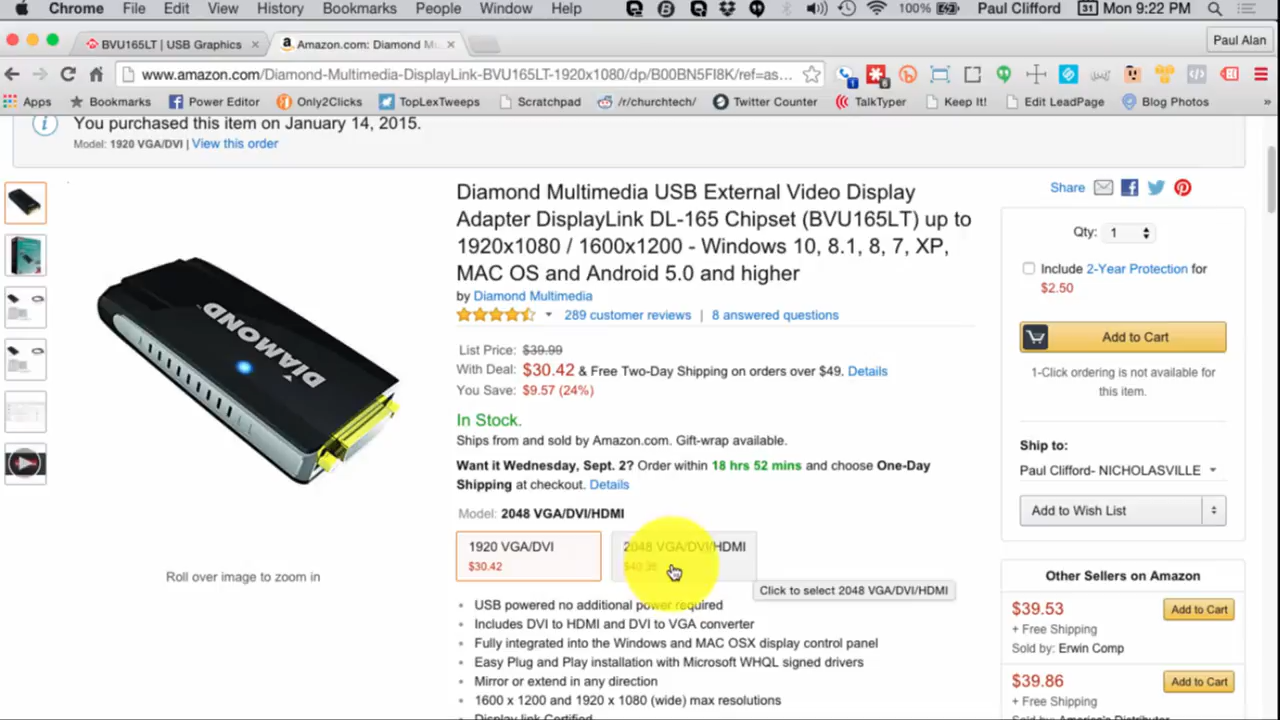 Chrome File Edit View History Bookmarks People Window Help 100% Paul Clifford 31 Mon 9:22 PM
BVU165LT | USB Graphics × Amazon.com: Diamond Mu × Paul Alan
www.amazon.com/Diamond-Multimedia-DisplayLink-BVU165LT-1920x1080/dp/B00BN5FI8K/ref=as...
Apps Bookmarks Power Editor Only2Clicks TopLexTweeps Scratchpad /r/churchtech/ Twitter Counter TalkTyper Keep It! Edit LeadPage Blog Photos »
You purchased this item on January 14, 2015.
Model: 1920 VGA/DVI | View this order
Diamond Multimedia USB External Video Display
Adapter DisplayLink DL-165 Chipset (BVU165LT) up to
1920x1080 / 1600x1200 - Windows 10, 8.1, 8, 7, XP,
MAC OS and Android 5.0 and higher
by Diamond Multimedia
289 customer reviews | 8 answered questions
List Price: $39.99
With Deal: $30.42 & Free Two-Day Shipping on orders over $49. Details
You Save: $9.57 (24%)
In Stock.
Ships from and sold by Amazon.com. Gift-wrap available.
Want it Wednesday, Sept. 2? Order within 18 hrs 52 mins and choose One-Day
Shipping at checkout. Details
Model: 2048 VGA/DVI/HDMI
1920 VGA/DVI
$30.42
2048 VGA/DVI/HDMI
Click to select 2048 VGA/DVI/HDMI
• USB powered no additional power required
• Includes DVI to HDMI and DVI to VGA converter
• Fully integrated into the Windows and MAC OSX display control panel
• Easy Plug and Play installation with Microsoft WHQL signed drivers
• Mirror or extend in any direction
• 1600 x 1200 and 1920 x 1080 (wide) max resolutions
• Display link Certified
DIAMOND
Roll over image to zoom in
Share
Qty: 1
Include 2-Year Protection for
$2.50
Add to Cart
1-Click ordering is not available for
this item.
Ship to:
Paul Clifford- NICHOLASVILLE
Add to Wish List
Other Sellers on Amazon
$39.53 Add to Cart
+ Free Shipping
Sold by: Erwin Comp
$39.86 Add to Cart
+ Free Shipping
Sold by: America's Distributor